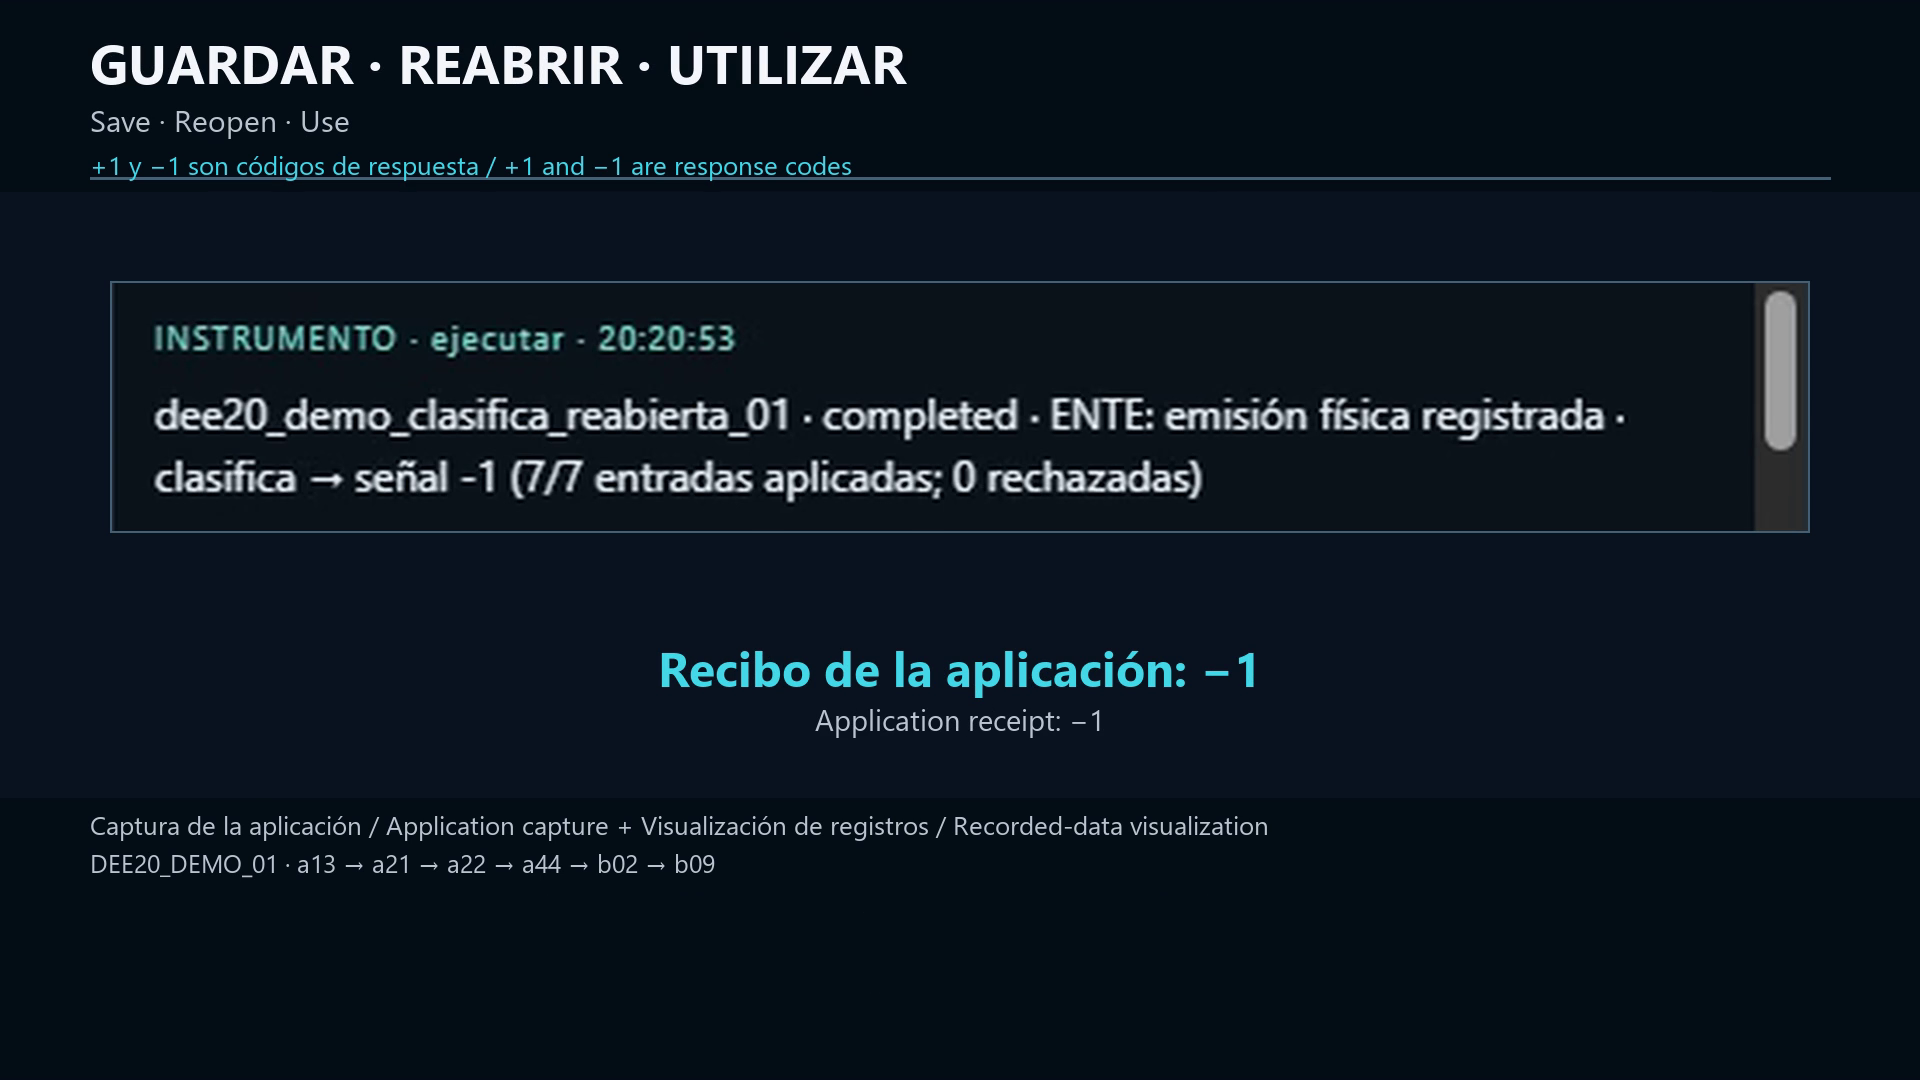 GUARDAR · REABRIR · UTILIZAR
Save · Reopen · Use
+1 y −1 son códigos de respuesta / +1 and −1 are response codes
INSTRUMENTO · ejecutar · 20:20:53
dee20_demo_clasifica_reabierta_01 · completed · ENTE: emisión física registrada ·
clasifica → señal -1 (7/7 entradas aplicadas; 0 rechazadas)
Recibo de la aplicación: −1
Application receipt: −1
Captura de la aplicación / Application capture + Visualización de registros / Recorded-data visualization
DEE20_DEMO_01 · a13 → a21 → a22 → a44 → b02 → b09